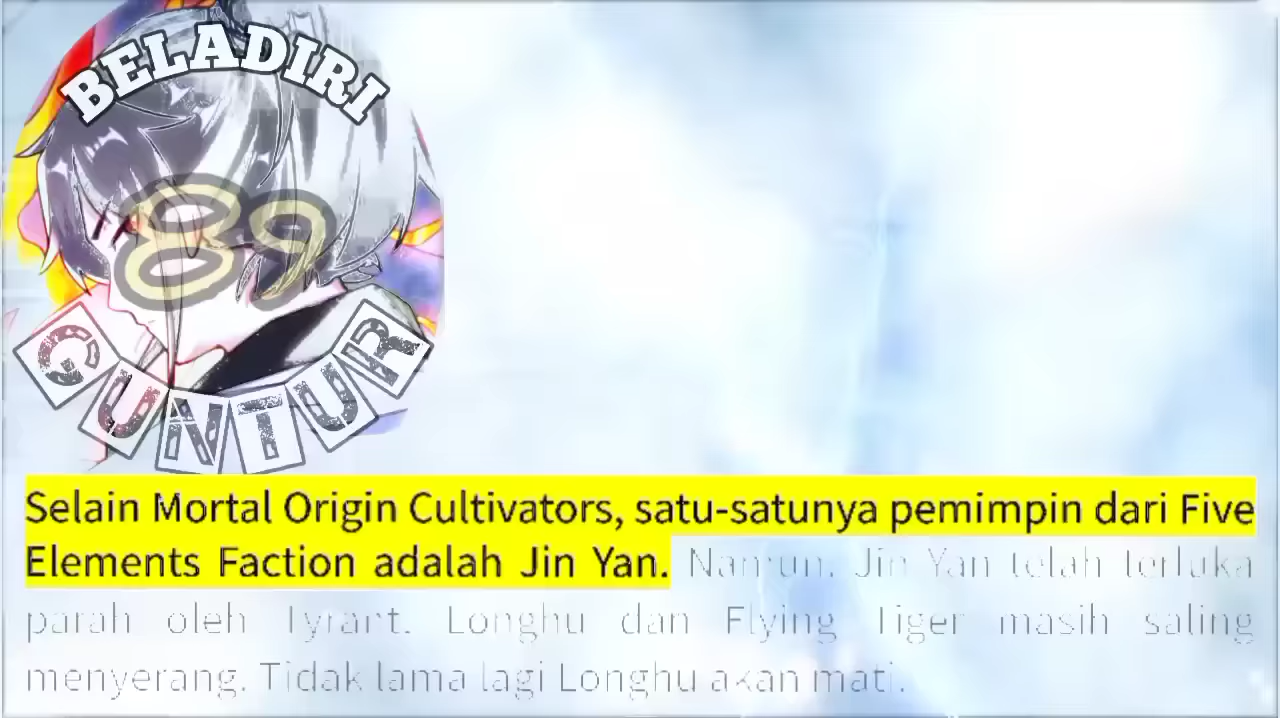 BELADIRI
89
GUNTUR
Selain Mortal Origin Cultivators, satu-satunya pemimpin dari Five
Elements Faction adalah Jin Yan. Namun, Jin Yan telah terluka
parah oleh Tyrant. Longhu dan Flying Tiger masih saling
menyerang. Tidak lama lagi Longhu akan mati.